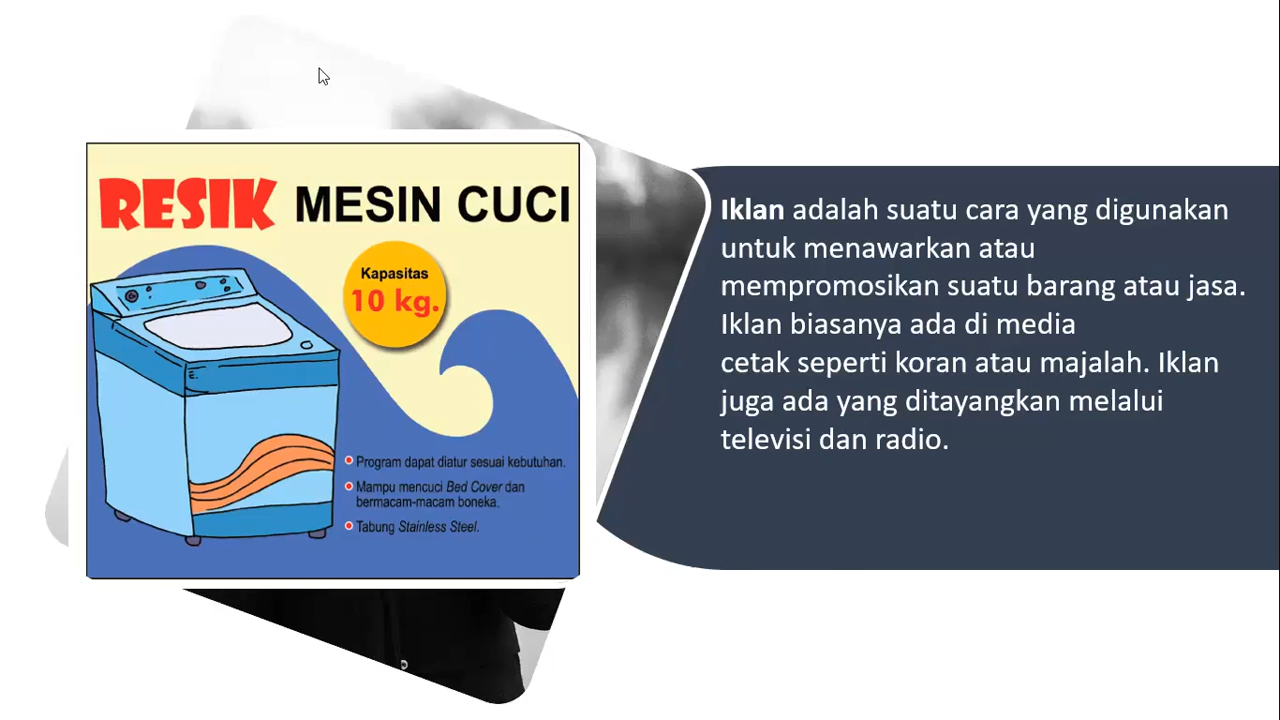 RESIK MESIN CUCI
Kapasitas
10 kg.
Program dapat diatur sesuai kebutuhan.
Mampu mencuci Bed Cover dan
bermacam-macam boneka.
Tabung Stainless Steel.
Iklan adalah suatu cara yang digunakan
untuk menawarkan atau
mempromosikan suatu barang atau jasa.
Iklan biasanya ada di media
cetak seperti koran atau majalah. Iklan
juga ada yang ditayangkan melalui
televisi dan radio.